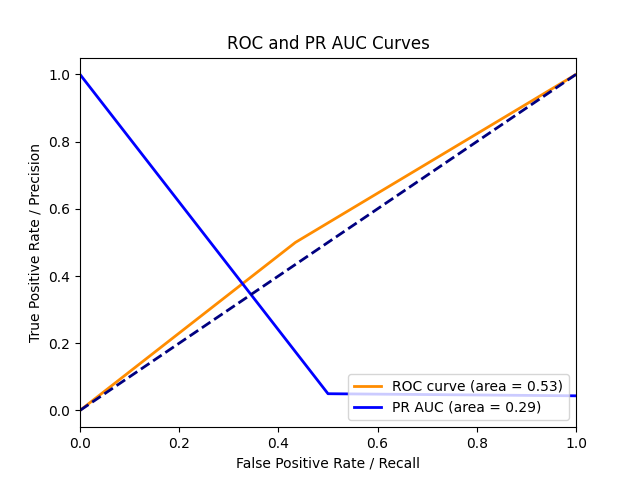 ROC and PR AUC Curves
True Positive Rate / Precision
1.0
0.8
0.6
0.4
0.2
0.0
ROC curve (area = 0.53)
PR AUC (area = 0.29)
0.0 0.2 0.4 0.6 0.8 1.0
False Positive Rate / Recall